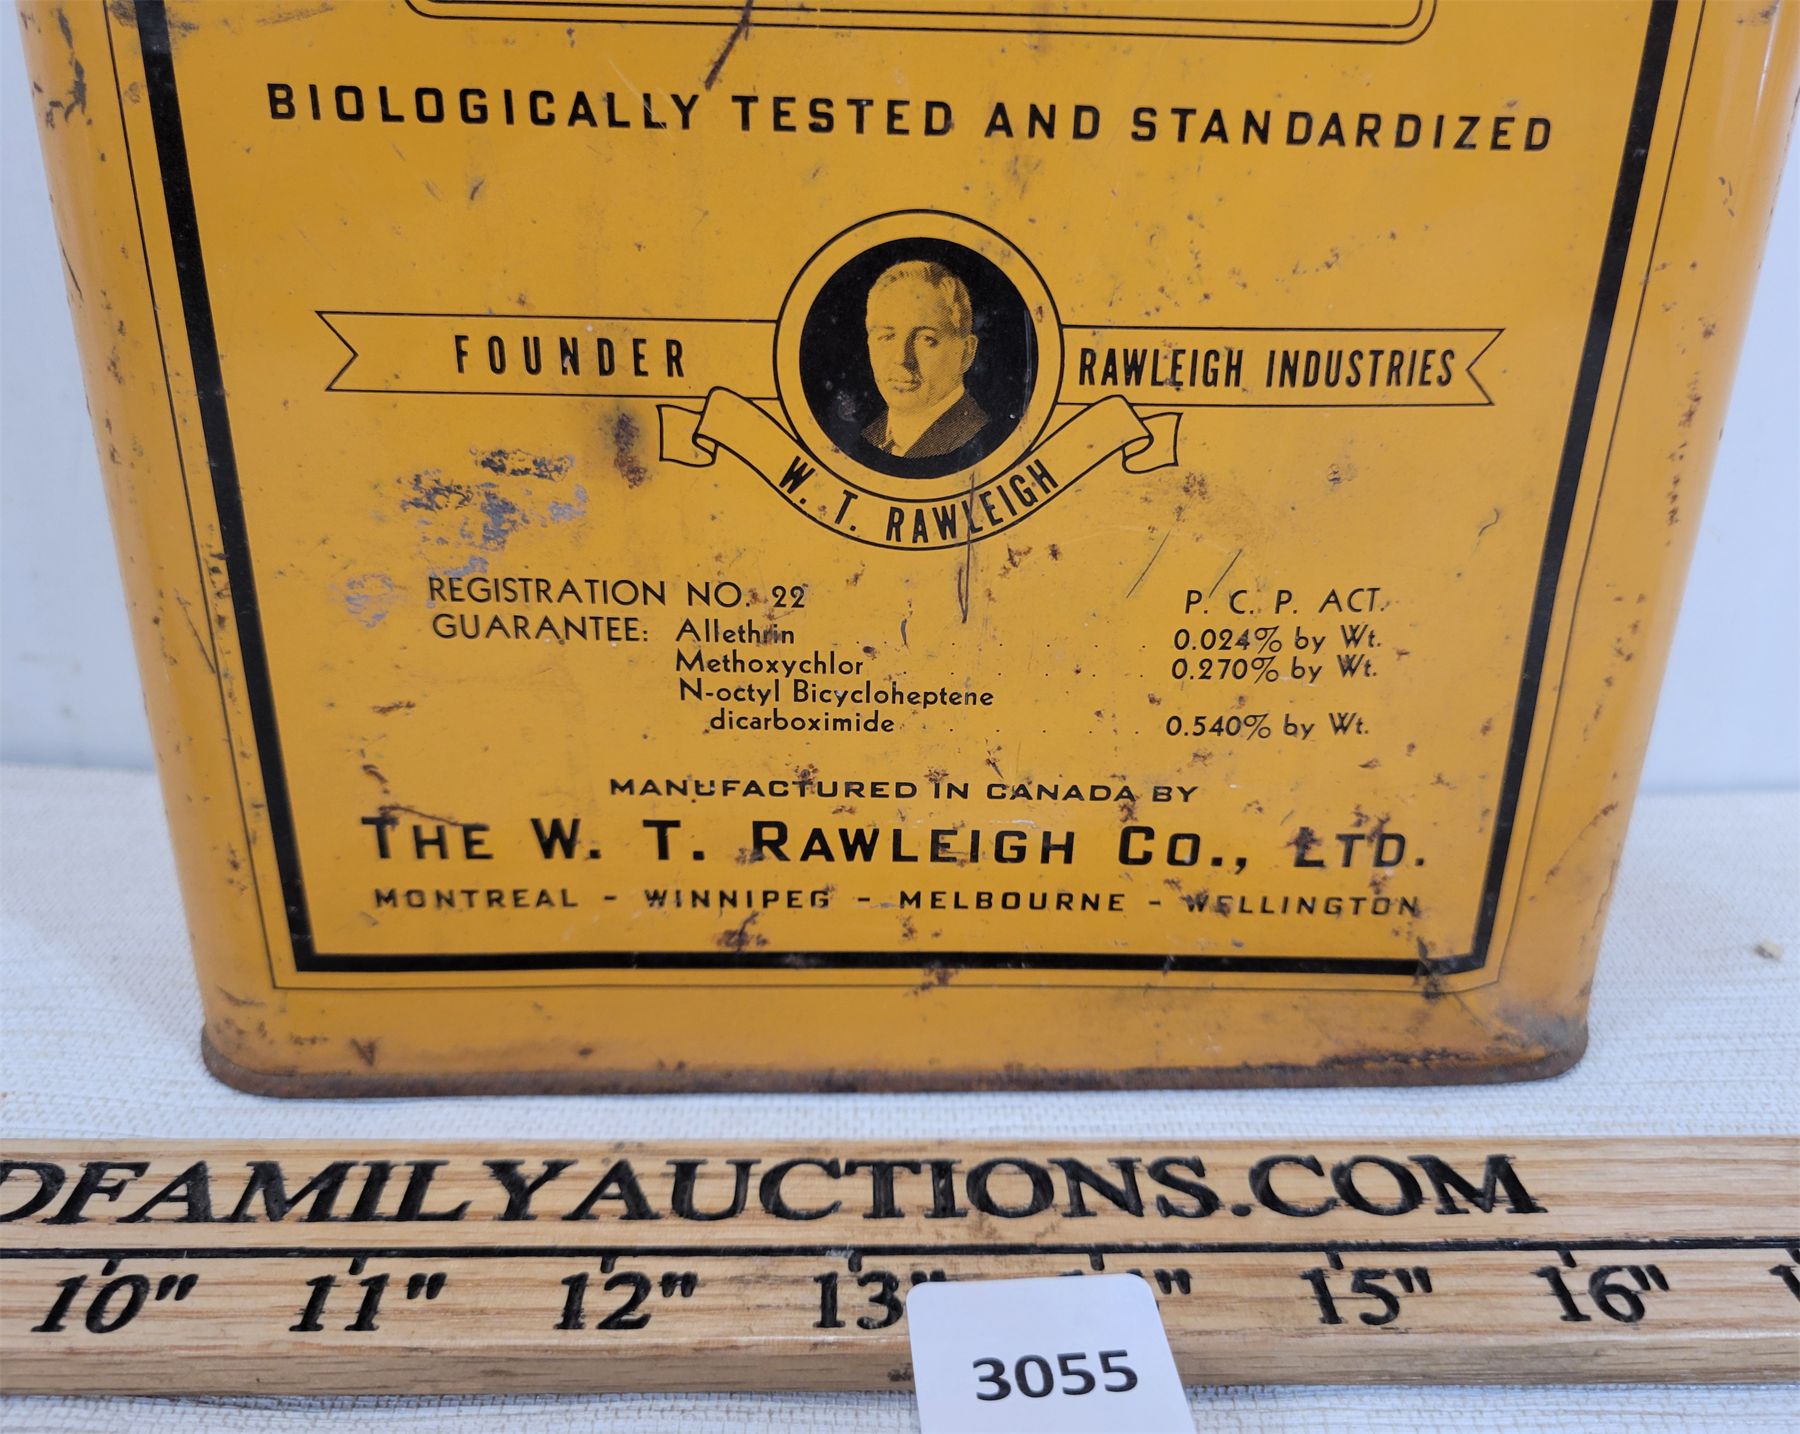 BIOLOGICALLY TESTED AND STANDARDIZED
FOUNDER RAWLEIGH INDUSTRIES
W. T. RAWLEIGH
REGISTRATION NO. 22 P. C. P. ACT.
GUARANTEE: Allethrin . . . . . 0.024% by Wt.
Methoxychlor . . . . . 0.270% by Wt.
N-octyl Bicycloheptene
dicarboximide . . . . . 0.540% by Wt.
MANUFACTURED IN CANADA BY
THE W. T. RAWLEIGH CO., LTD.
MONTREAL - WINNIPEG - MELBOURNE - WELLINGTON
DFAMILYAUCTIONS.COM
10" 11" 12" 13" 15" 16"
3055